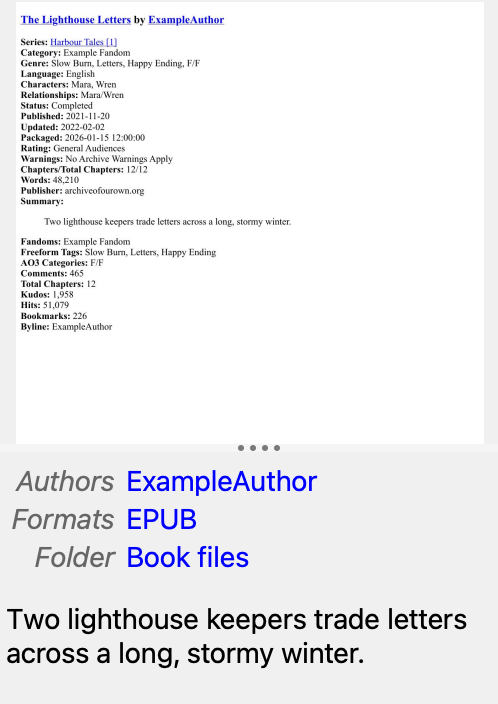 The Lighthouse Letters by ExampleAuthor
Series: Harbour Tales [1]
Category: Example Fandom
Genre: Slow Burn, Letters, Happy Ending, F/F
Language: English
Characters: Mara, Wren
Relationships: Mara/Wren
Status: Completed
Published: 2021-11-20
Updated: 2022-02-02
Packaged: 2026-01-15 12:00:00
Rating: General Audiences
Warnings: No Archive Warnings Apply
Chapters/Total Chapters: 12/12
Words: 48,210
Publisher: archiveofourown.org
Summary:
Two lighthouse keepers trade letters across a long, stormy winter.
Fandoms: Example Fandom
Freeform Tags: Slow Burn, Letters, Happy Ending
AO3 Categories: F/F
Comments: 465
Total Chapters: 12
Kudos: 1,958
Hits: 51,079
Bookmarks: 226
Byline: ExampleAuthor
Authors ExampleAuthor
Formats EPUB
Folder Book files
Two lighthouse keepers trade letters
across a long, stormy winter.